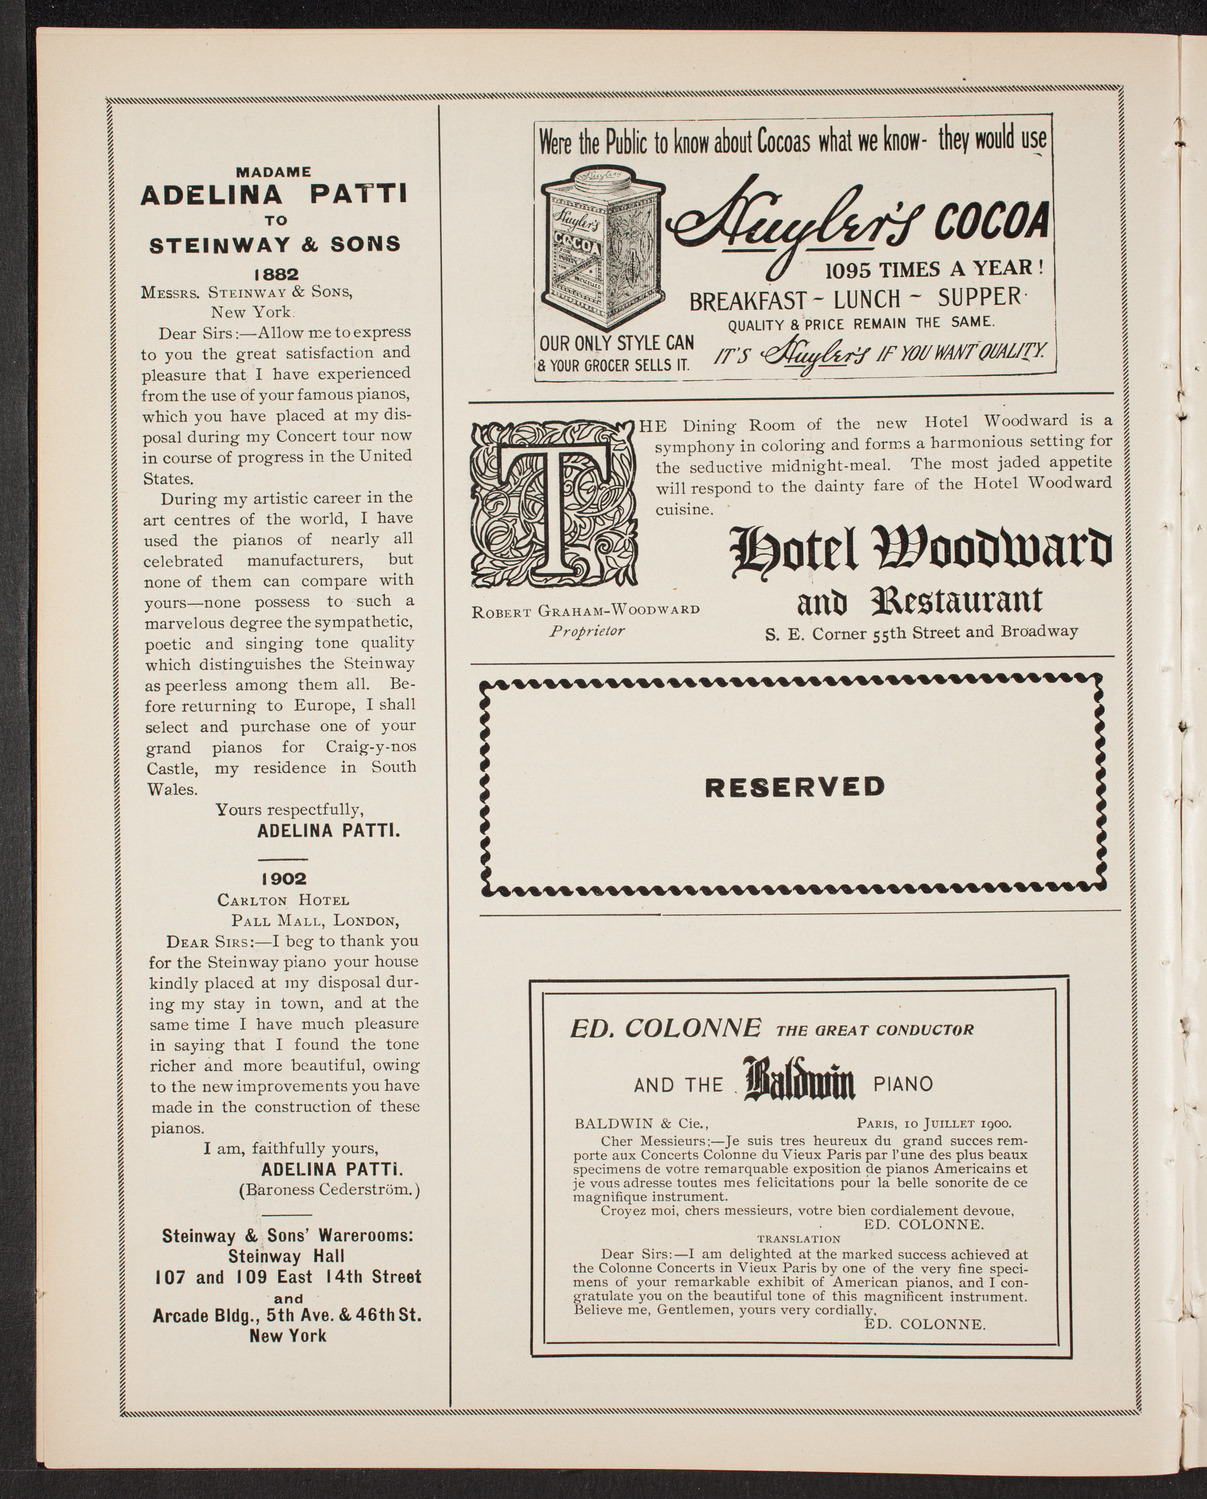 MADAME
ADELINA PATTI
TO
STEINWAY & SONS
1882
MESSRS. STEINWAY & SONS,
New York.
Dear Sirs:—Allow me to express
to you the great satisfaction and
pleasure that I have experienced
from the use of your famous pianos,
which you have placed at my dis-
posal during my Concert tour now
in course of progress in the United
States.
During my artistic career in the
art centres of the world, I have
used the pianos of nearly all
celebrated manufacturers, but
none of them can compare with
yours—none possess to such a
marvelous degree the sympathetic,
poetic and singing tone quality
which distinguishes the Steinway
as peerless among them all. Be-
fore returning to Europe, I shall
select and purchase one of your
grand pianos for Craig-y-nos
Castle, my residence in South
Wales.
Yours respectfully,
ADELINA PATTI.
1902
CARLTON HOTEL
PALL MALL, LONDON,
DEAR SIRS:—I beg to thank you
for the Steinway piano your house
kindly placed at my disposal dur-
ing my stay in town, and at the
same time I have much pleasure
in saying that I found the tone
richer and more beautiful, owing
to the new improvements you have
made in the construction of these
pianos.
I am, faithfully yours,
ADELINA PATTI.
(Baroness Cederström.)
Steinway & Sons' Warerooms:
Steinway Hall
107 and 109 East 14th Street
and
Arcade Bldg., 5th Ave. & 46th St.
New York
Were the Public to know about Cocoas what we know- they would use
Huyler's
Huyler's
COCOA
Huyler's COCOA
1095 TIMES A YEAR!
BREAKFAST ~ LUNCH ~ SUPPER
QUALITY & PRICE REMAIN THE SAME.
OUR ONLY STYLE CAN
& YOUR GROCER SELLS IT.
IT'S Huyler's IF YOU WANT QUALITY.
THE Dining Room of the new Hotel Woodward is a
symphony in coloring and forms a harmonious setting for
the seductive midnight-meal. The most jaded appetite
will respond to the dainty fare of the Hotel Woodward
cuisine.
Hotel Woodward
and Restaurant
ROBERT GRAHAM-WOODWARD
Proprietor
S. E. Corner 55th Street and Broadway
RESERVED
ED. COLONNE THE GREAT CONDUCTOR
AND THE Baldwin PIANO
BALDWIN & Cie., PARIS, 10 JUILLET 1900.
Cher Messieurs:—Je suis tres heureux du grand succes rem-
porte aux Concerts Colonne du Vieux Paris par l'une des plus beaux
specimens de votre remarquable exposition de pianos Americains et
je vous adresse toutes mes felicitations pour la belle sonorite de ce
magnifique instrument.
Croyez moi, chers messieurs, votre bien cordialement devoue,
ED. COLONNE.
TRANSLATION
Dear Sirs:—I am delighted at the marked success achieved at
the Colonne Concerts in Vieux Paris by one of the very fine speci-
mens of your remarkable exhibit of American pianos, and I con-
gratulate you on the beautiful tone of this magnificent instrument.
Believe me, Gentlemen, yours very cordially,
ED. COLONNE.